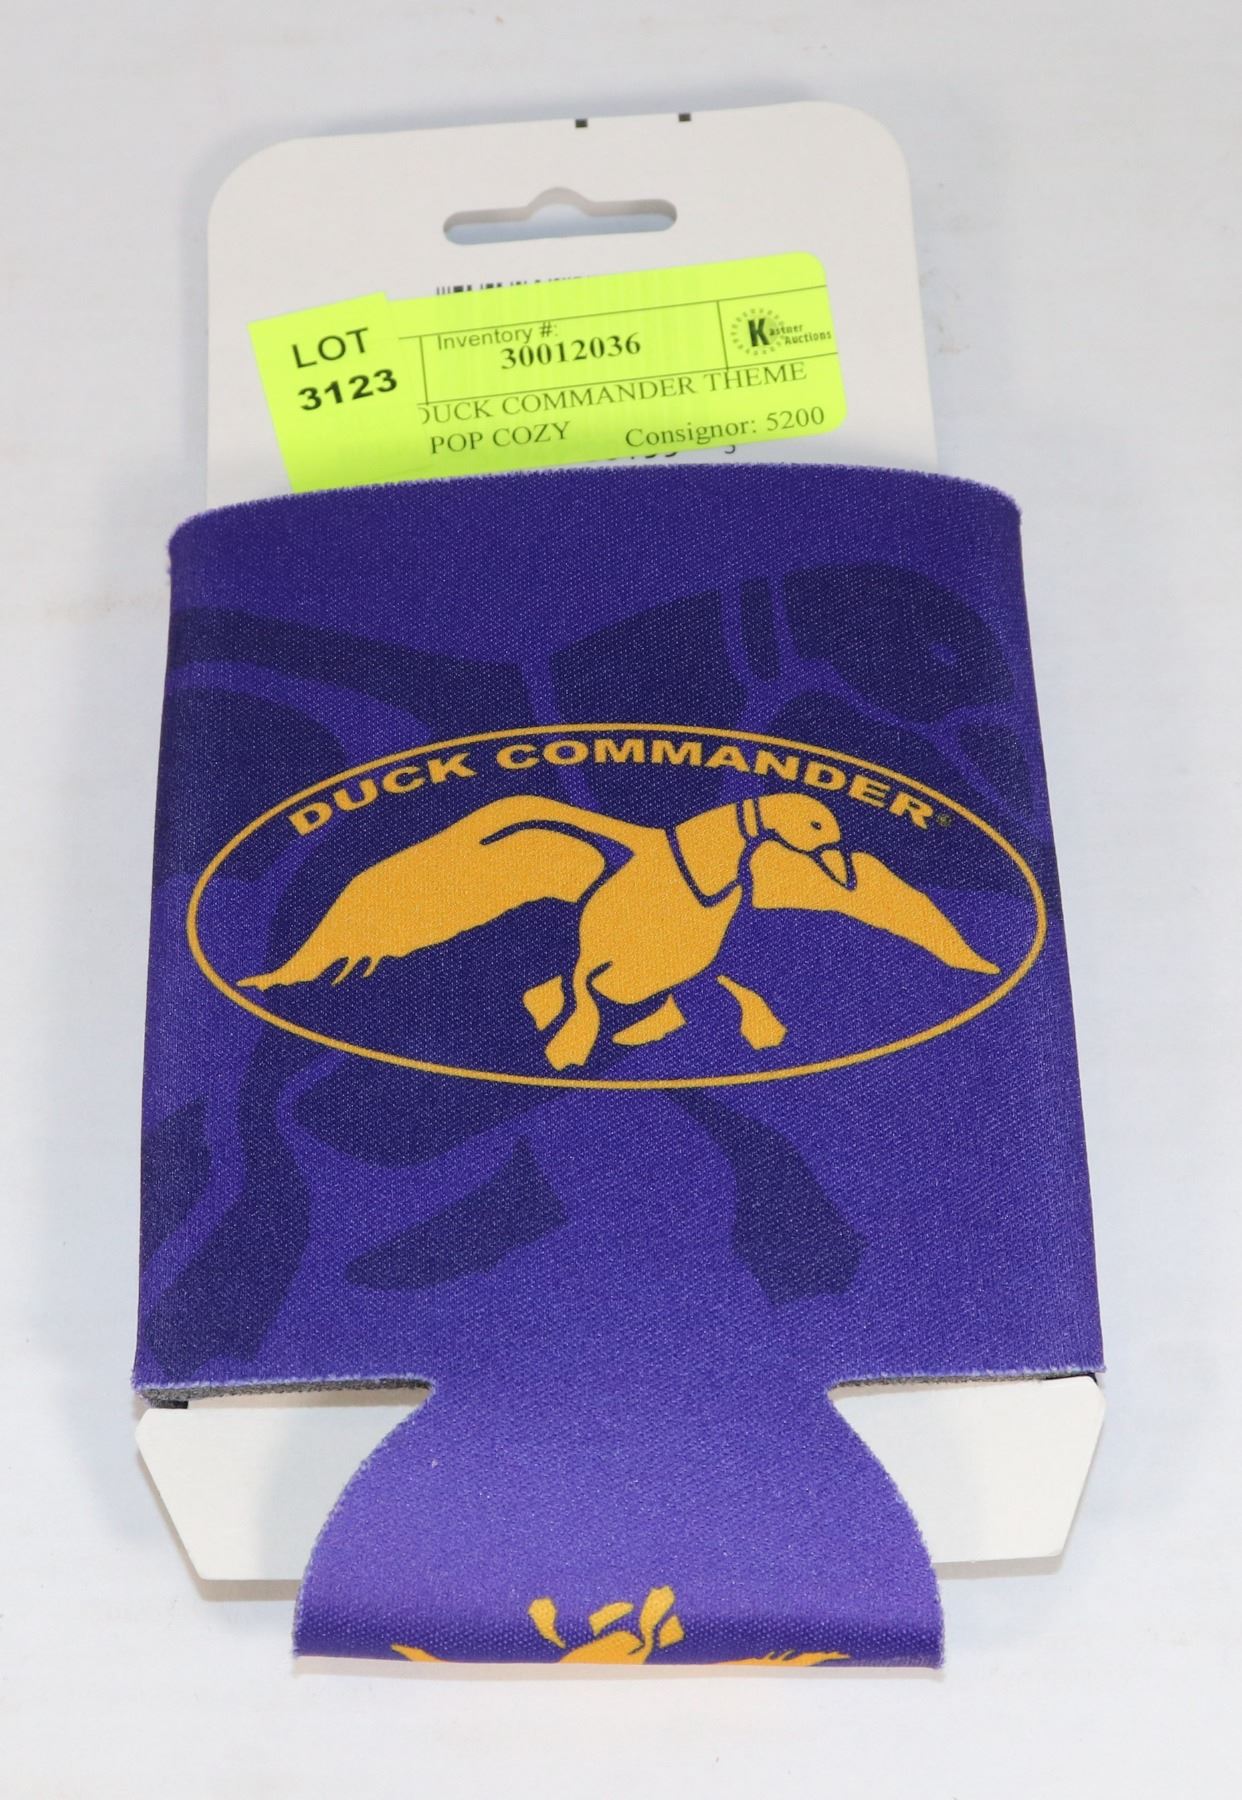 LOT
3123
Inventory #:
30012036
Kastner
Auctions
DUCK COMMANDER THEME
POP COZY Consignor: 5200
DUCK COMMANDER®